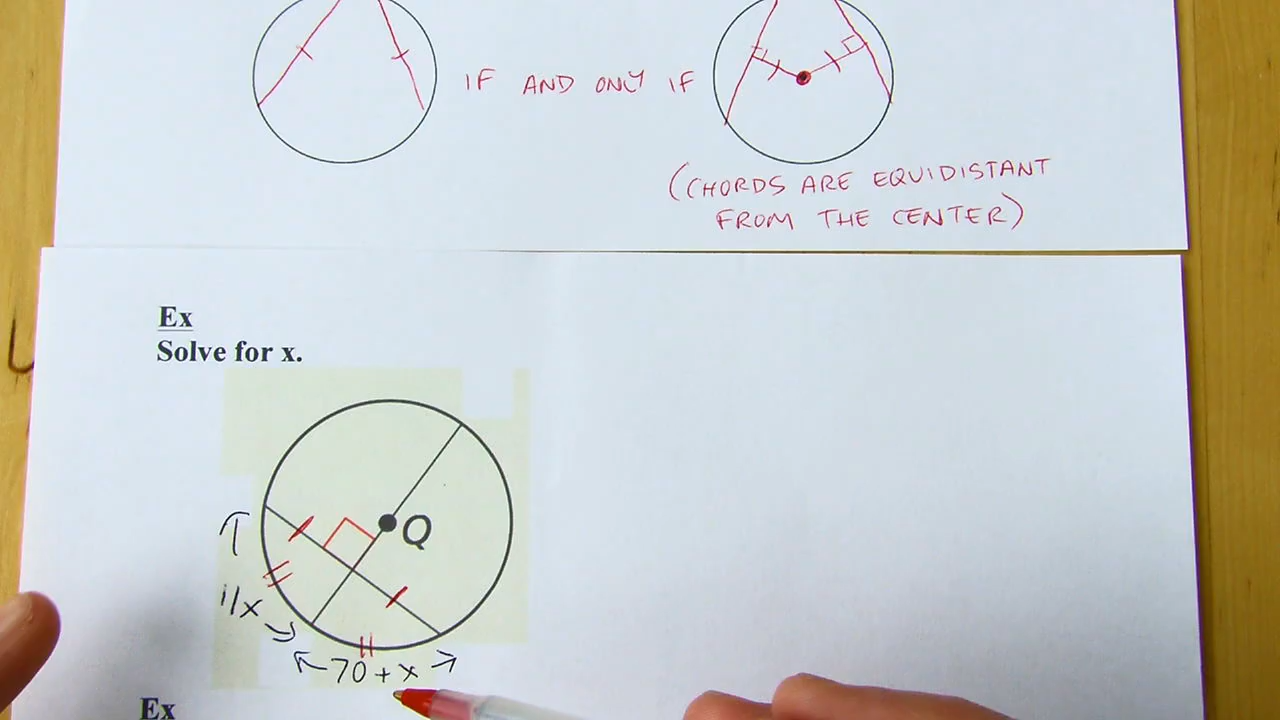 IF AND ONLY IF
(CHORDS ARE EQUIDISTANT
FROM THE CENTER)
Ex
Solve for x.
Q
11x
70 + x
Ex